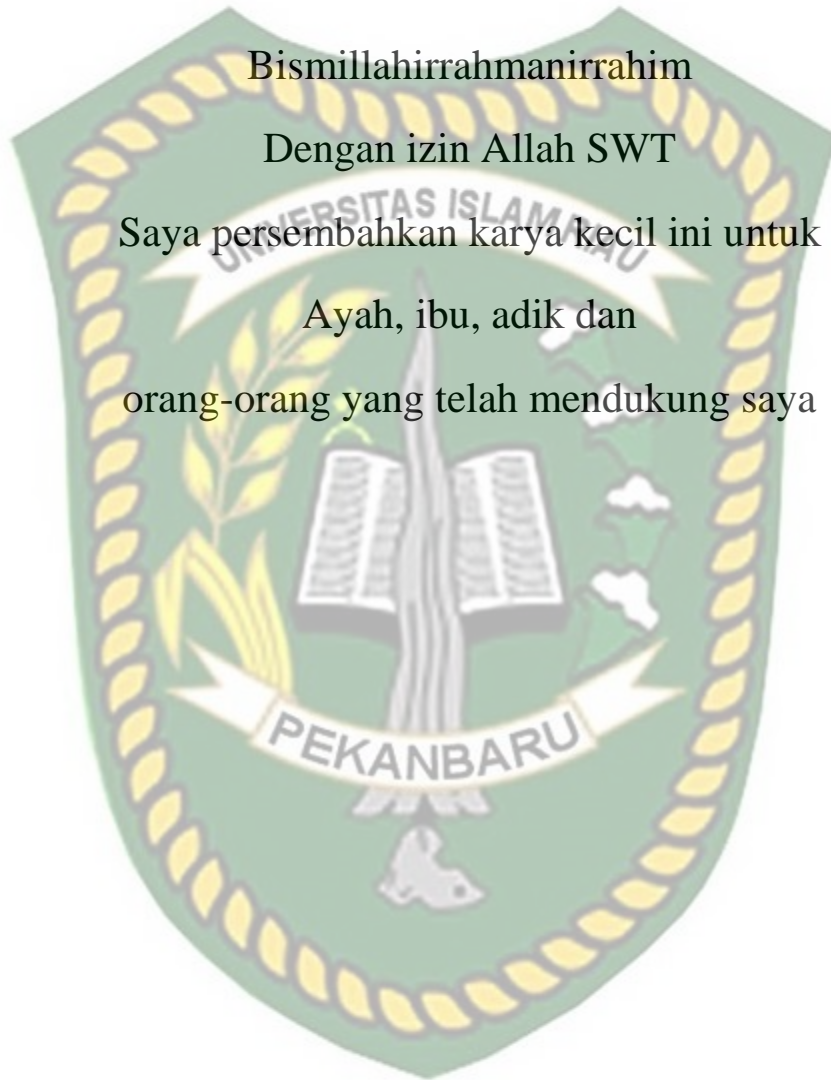 Bismillahirrahmanirrahim
Dengan izin Allah SWT
UNIVERSITAS ISLAM RIAU
Saya persembahkan karya kecil ini untuk
Ayah, ibu, adik dan
orang-orang yang telah mendukung saya
PEKANBARU